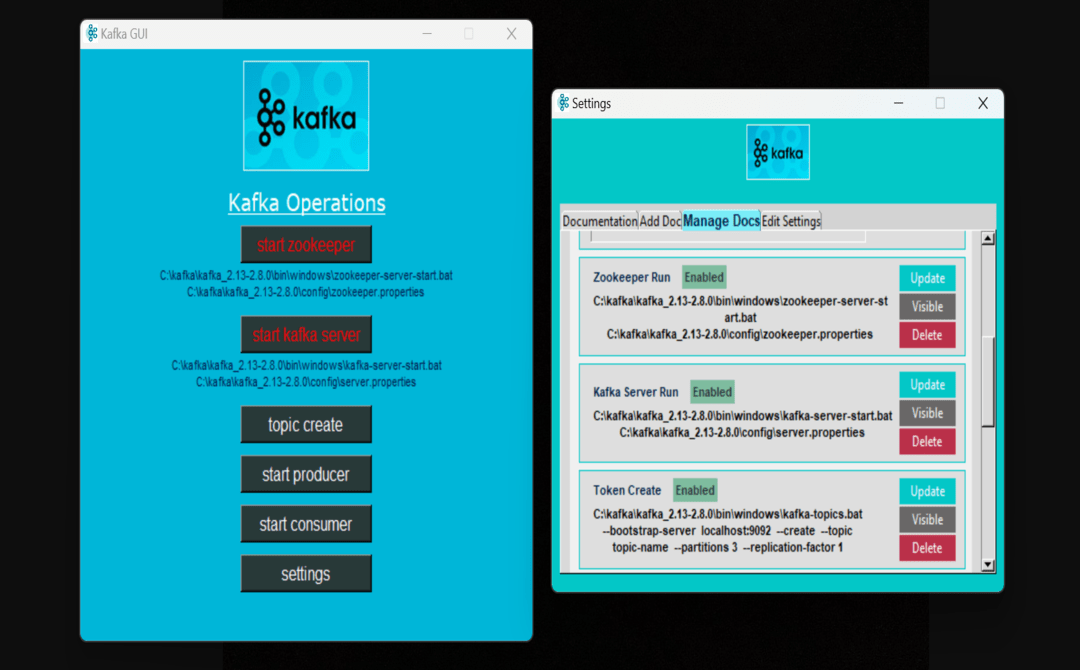 Kafka GUI
kafka
Kafka Operations
start zookeeper
C:\kafka\kafka_2.13-2.8.0\bin\windows\zookeeper-server-start.bat
C:\kafka\kafka_2.13-2.8.0\config\zookeeper.properties
start kafka server
C:\kafka\kafka_2.13-2.8.0\bin\windows\kafka-server-start.bat
C:\kafka\kafka_2.13-2.8.0\config\server.properties
topic create
start producer
start consumer
settings
Settings
kafka
Documentation Add Doc Manage Docs Edit Settings
Zookeeper Run Enabled
C:\kafka\kafka_2.13-2.8.0\bin\windows\zookeeper-server-st
art.bat
C:\kafka\kafka_2.13-2.8.0\config\zookeeper.properties
Update
Visible
Delete
Kafka Server Run Enabled
C:\kafka\kafka_2.13-2.8.0\bin\windows\kafka-server-start.bat
C:\kafka\kafka_2.13-2.8.0\config\server.properties
Update
Visible
Delete
Token Create Enabled
C:\kafka\kafka_2.13-2.8.0\bin\windows\kafka-topics.bat
--bootstrap-server localhost:9092 --create --topic
topic-name --partitions 3 --replication-factor 1
Update
Visible
Delete